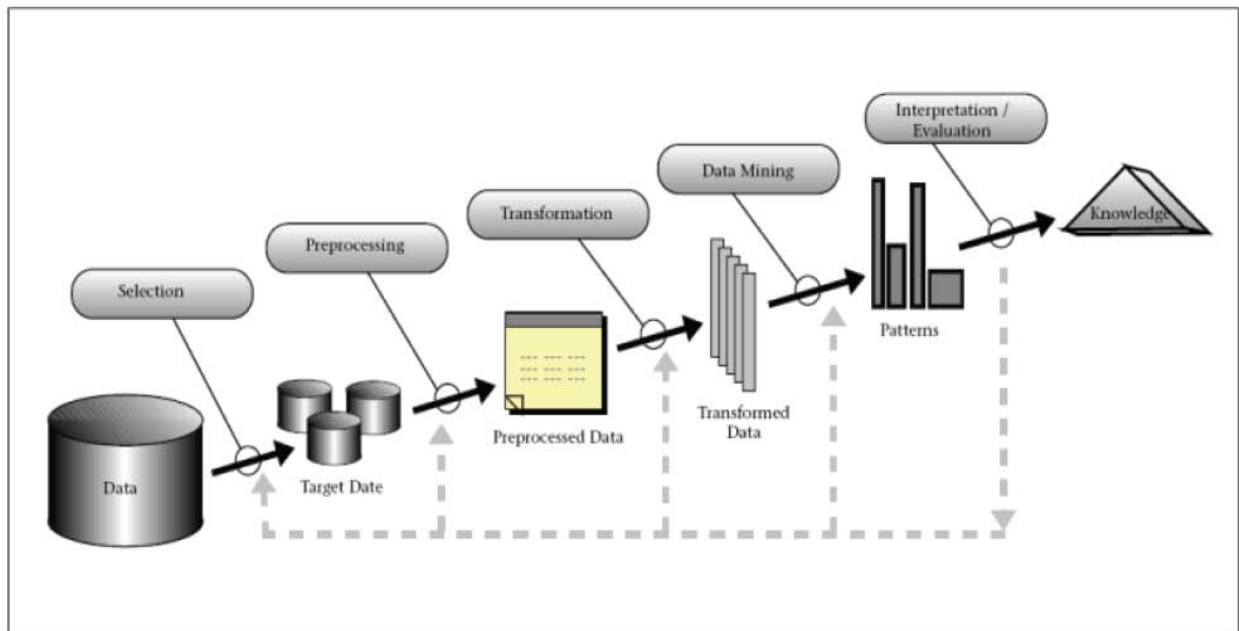 Interpretation /
Evaluation
Data Mining
Transformation
Knowledge
Preprocessing
Selection
Patterns
Transformed
Data
Preprocessed Data
Target Date
Data